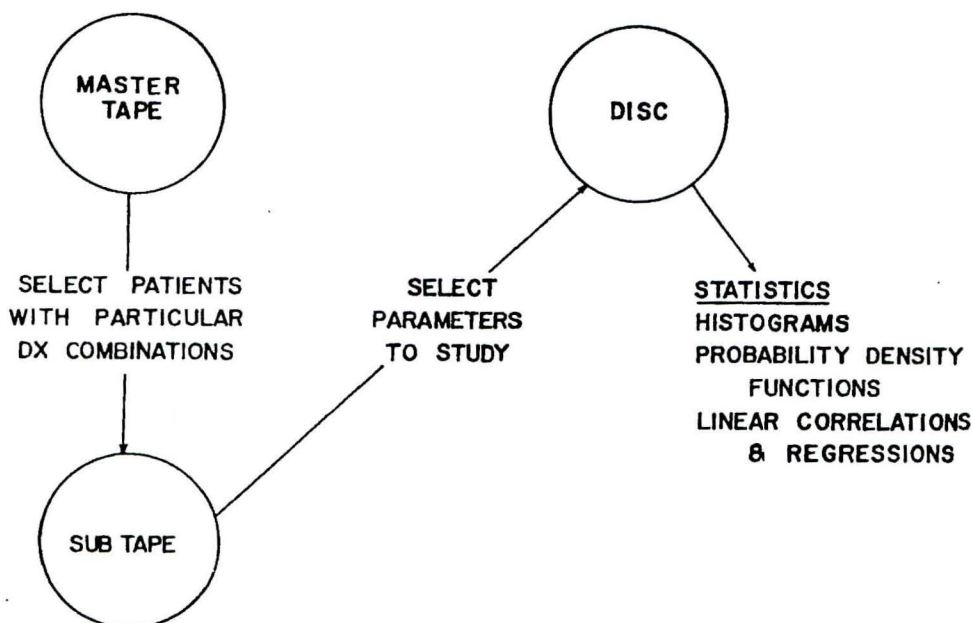 MASTER
TAPE
SELECT PATIENTS
WITH PARTICULAR
DX COMBINATIONS
SUB TAPE
SELECT
PARAMETERS
TO STUDY
DISC
STATISTICS
HISTOGRAMS
PROBABILITY DENSITY
FUNCTIONS
LINEAR CORRELATIONS
& REGRESSIONS